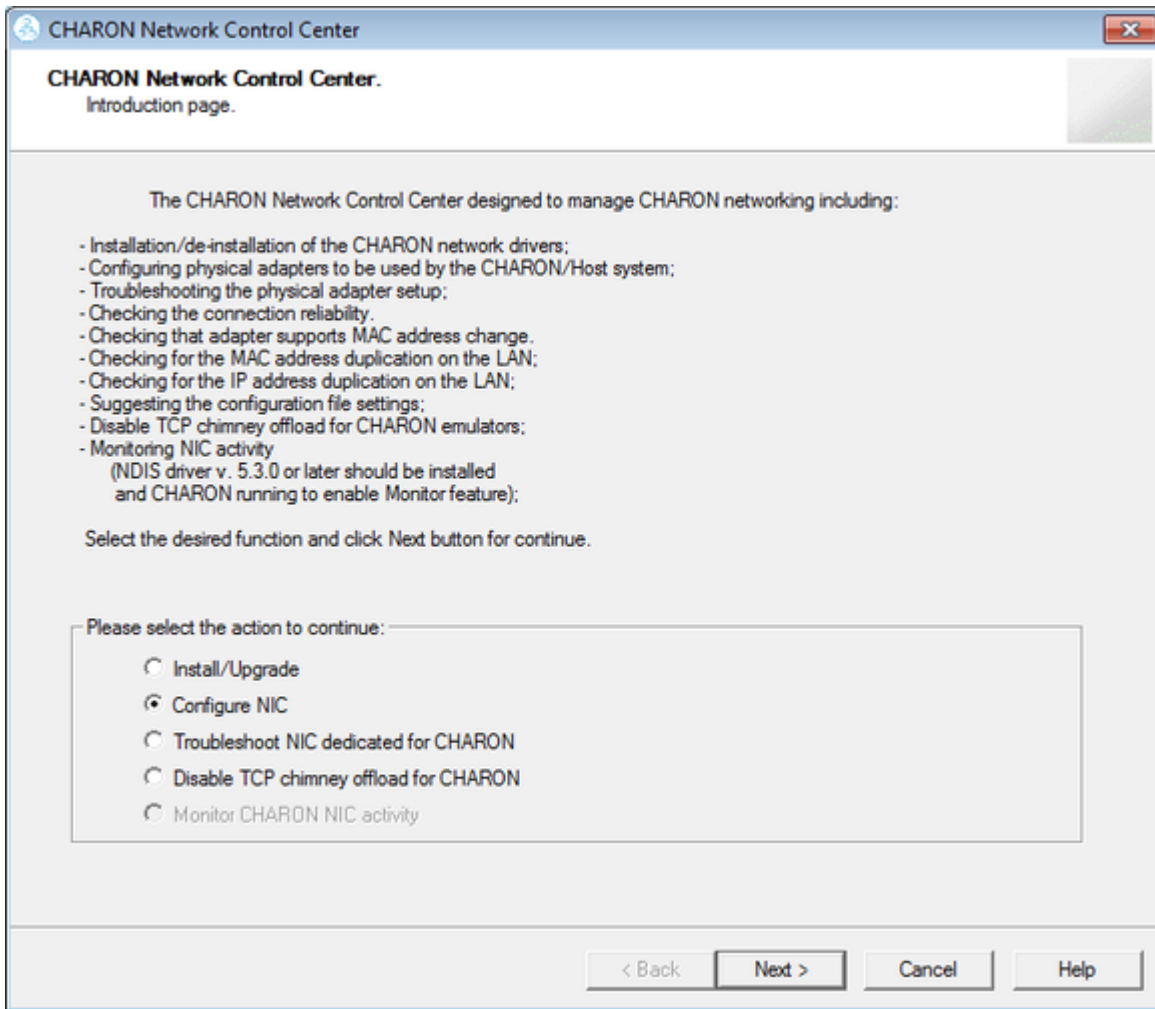 CHARON Network Control Center
CHARON Network Control Center.
Introduction page.
The CHARON Network Control Center designed to manage CHARON networking including:
- Installation/de-installation of the CHARON network drivers;
- Configuring physical adapters to be used by the CHARON/Host system;
- Troubleshooting the physical adapter setup;
- Checking the connection reliability.
- Checking that adapter supports MAC address change.
- Checking for the MAC address duplication on the LAN;
- Checking for the IP address duplication on the LAN;
- Suggesting the configuration file settings;
- Disable TCP chimney offload for CHARON emulators;
- Monitoring NIC activity
(NDIS driver v. 5.3.0 or later should be installed
and CHARON running to enable Monitor feature);
Select the desired function and click Next button for continue.
Please select the action to continue:
Install/Upgrade
Configure NIC
Troubleshoot NIC dedicated for CHARON
Disable TCP chimney offload for CHARON
Monitor CHARON NIC activity
< Back
Next >
Cancel
Help